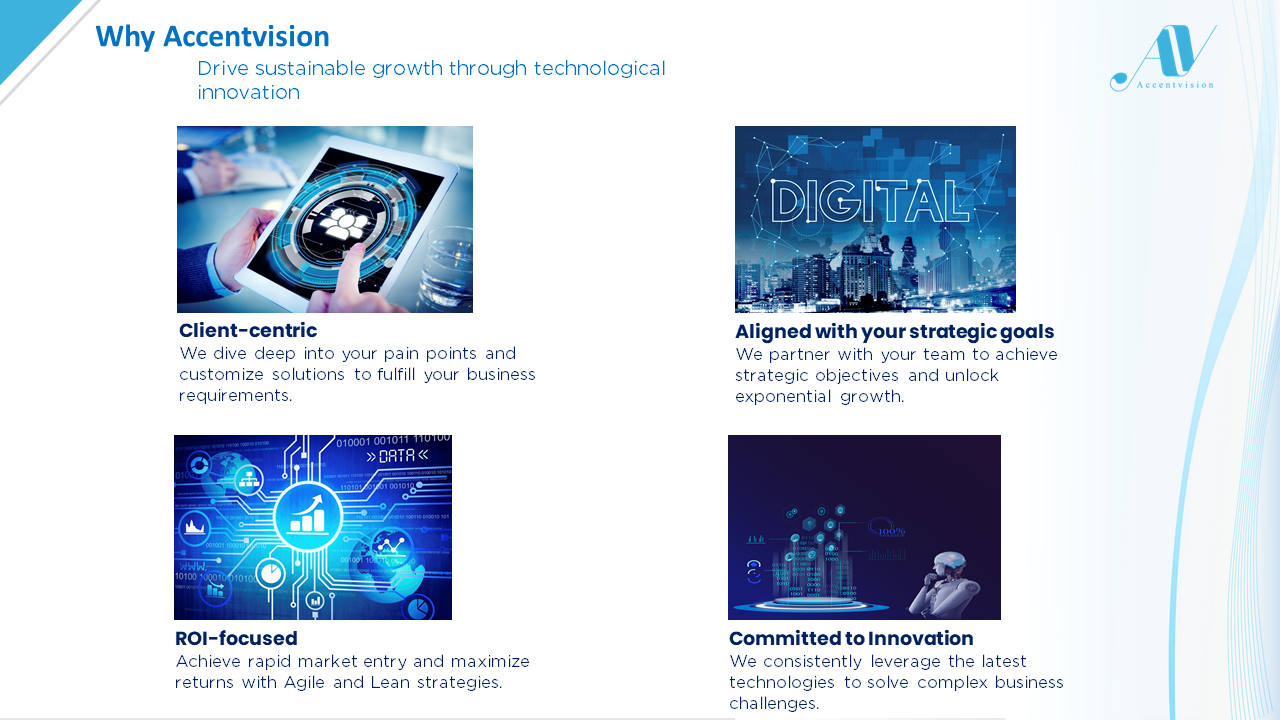 Why Accentvision
Drive sustainable growth through technological
innovation
Accentvision
DIGITAL
Client-centric
We dive deep into your pain points and
customize solutions to fulfill your business
requirements.
Aligned with your strategic goals
We partner with your team to achieve
strategic objectives and unlock
exponential growth.
010001 001011 110100
» DATA «
WWW.
100%
ROI-focused
Achieve rapid market entry and maximize
returns with Agile and Lean strategies.
Committed to Innovation
We consistently leverage the latest
technologies to solve complex business
challenges.